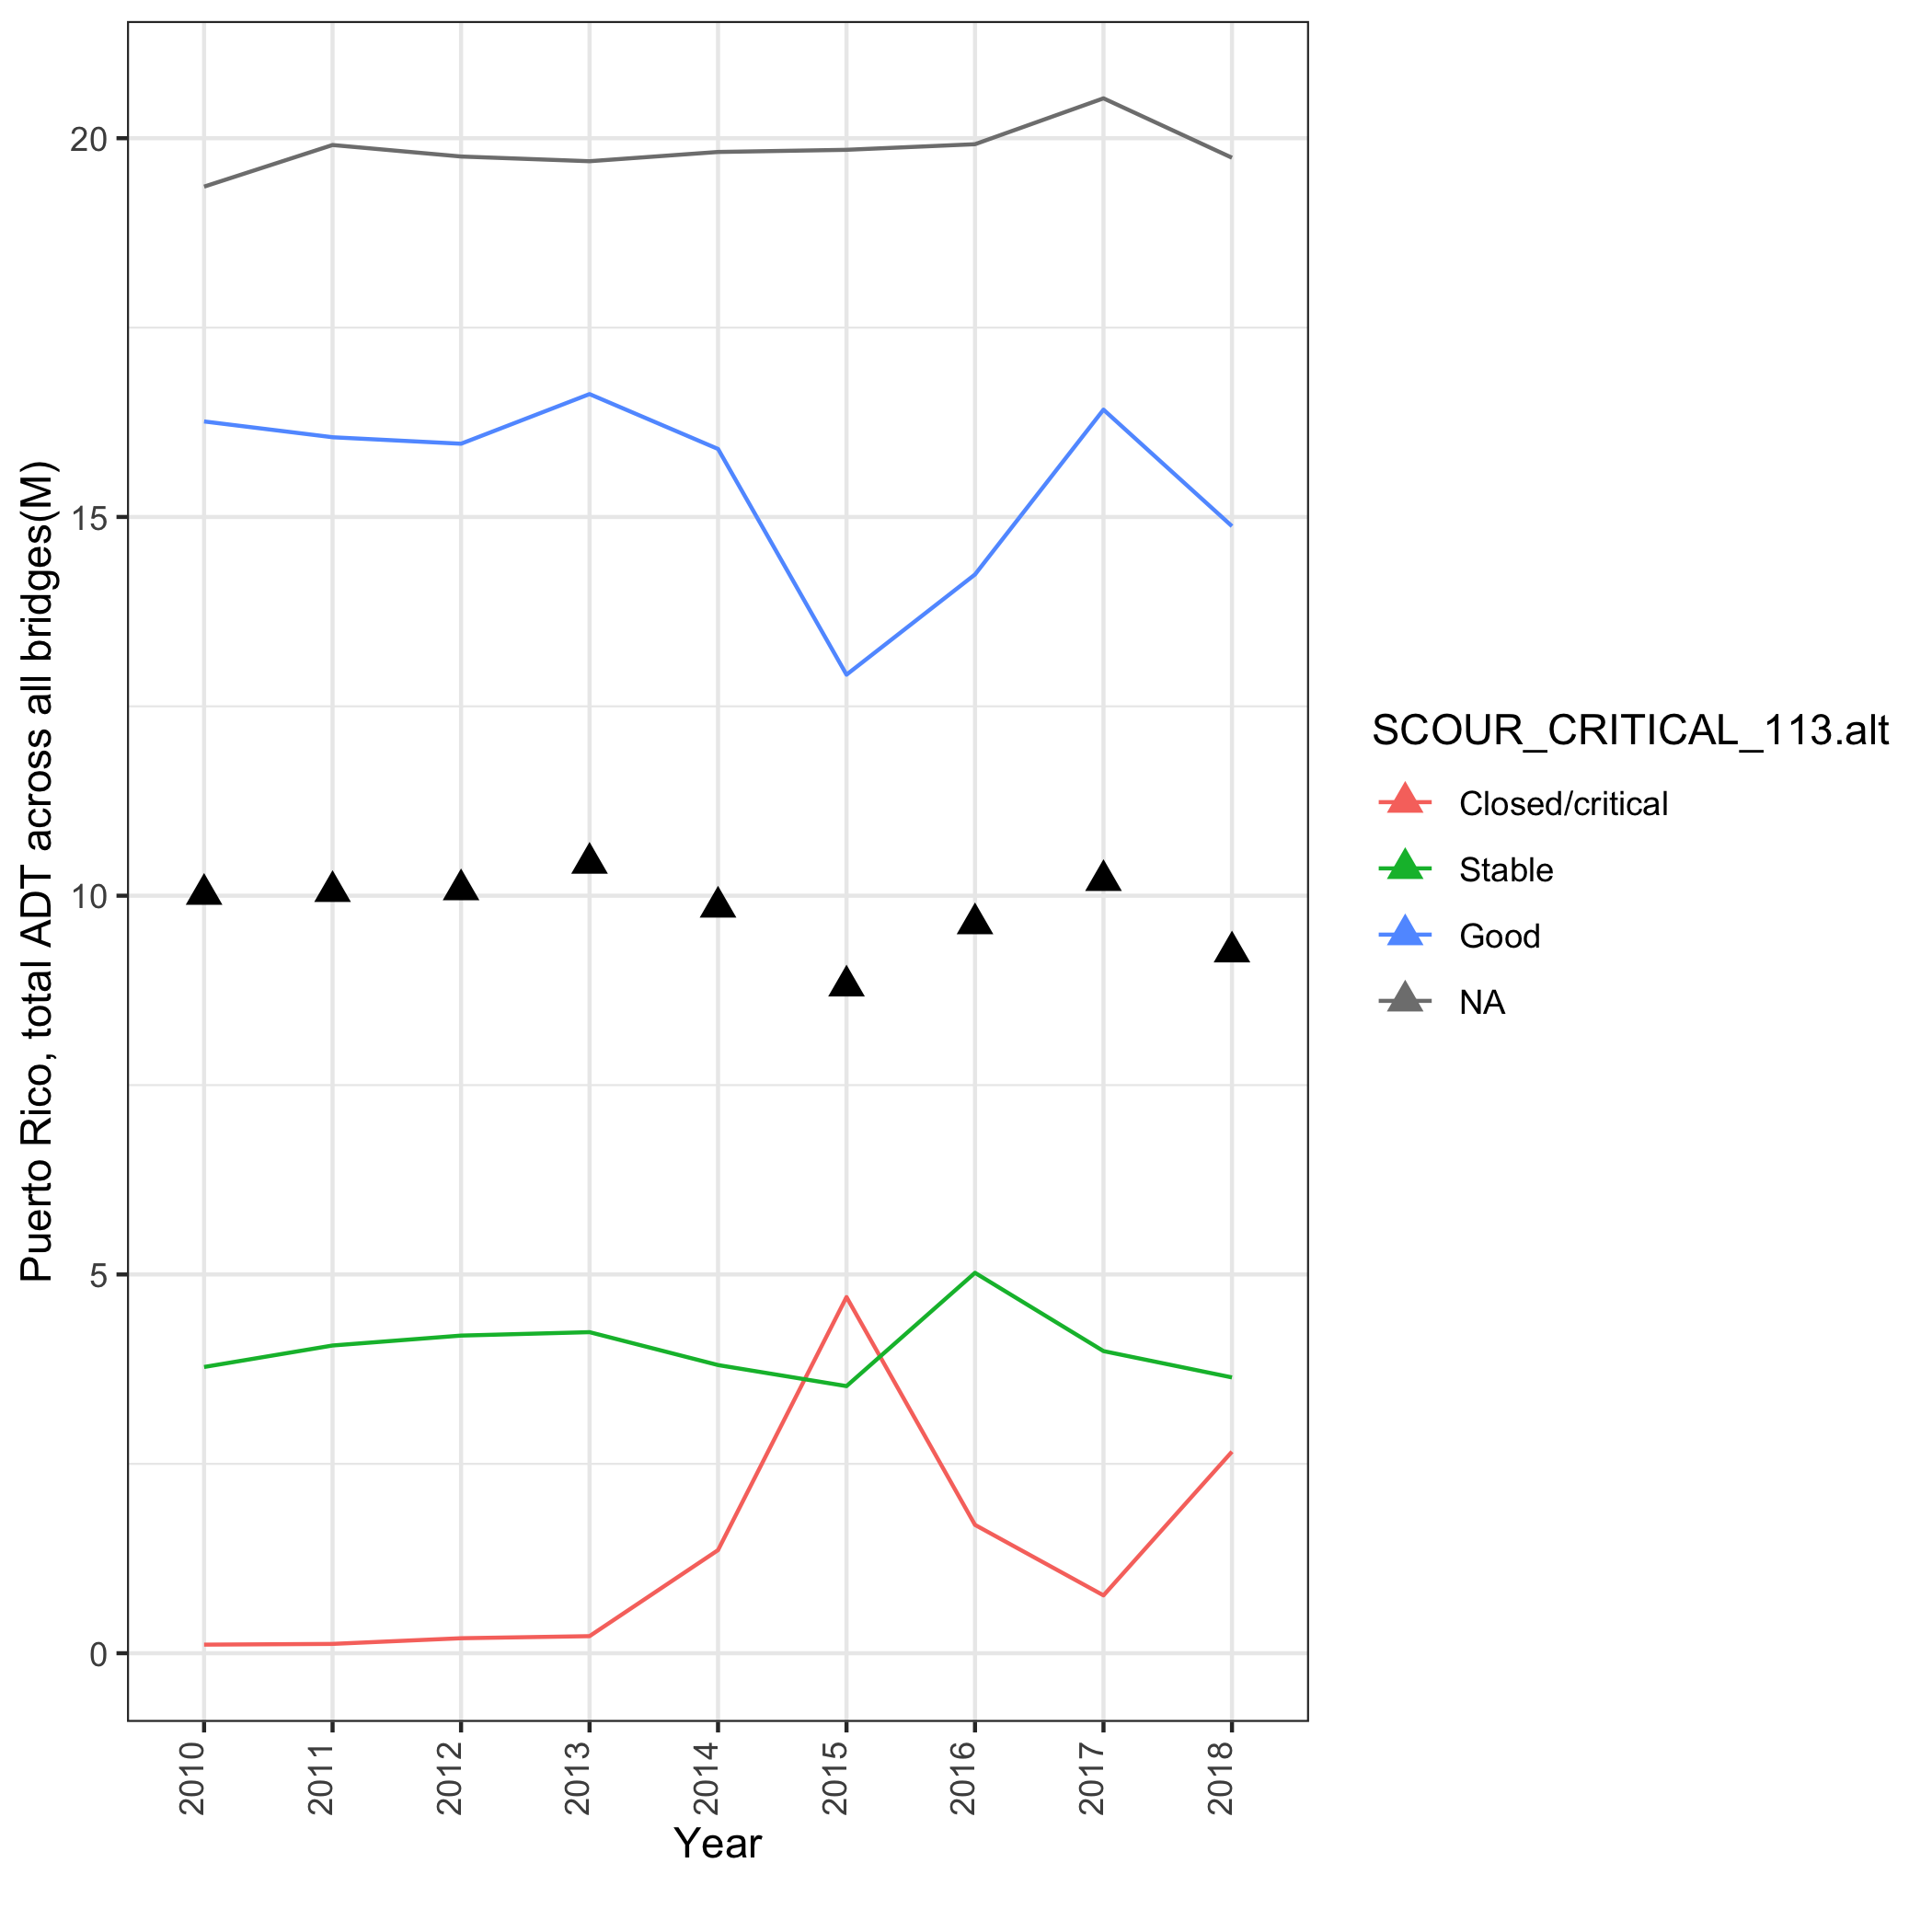 Puerto Rico, total ADT across all bridges(M)
20
15
10
5
0
2010
2011
2012
2013
2014
2015
2016
2017
2018
Year
SCOUR_CRITICAL_113.alt
Closed/critical
Stable
Good
NA